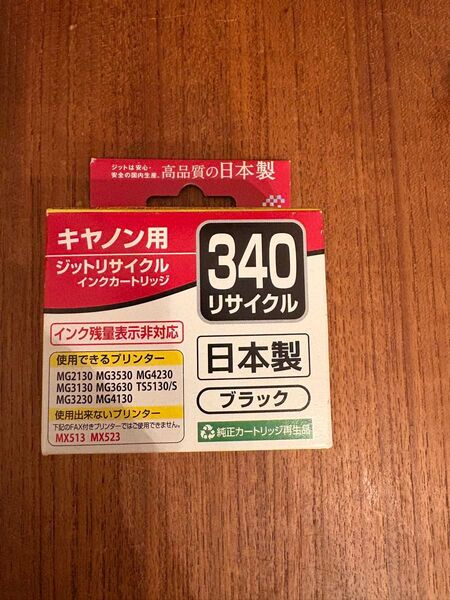 ジットは安心・
安全の国内生産。
高品質の日本製
キヤノン用
ジットリサイクル
インクカートリッジ
340
リサイクル
インク残量表示非対応
日本製
ブラック
使用できるプリンター
MG2130 MG3530 MG4230
MG3130 MG3630 TS5130/S
MG3230 MG4130
使用出来ないプリンター
下記のFAX付きプリンターではご使用できません。
MX513 MX523
純正カートリッジ再生品